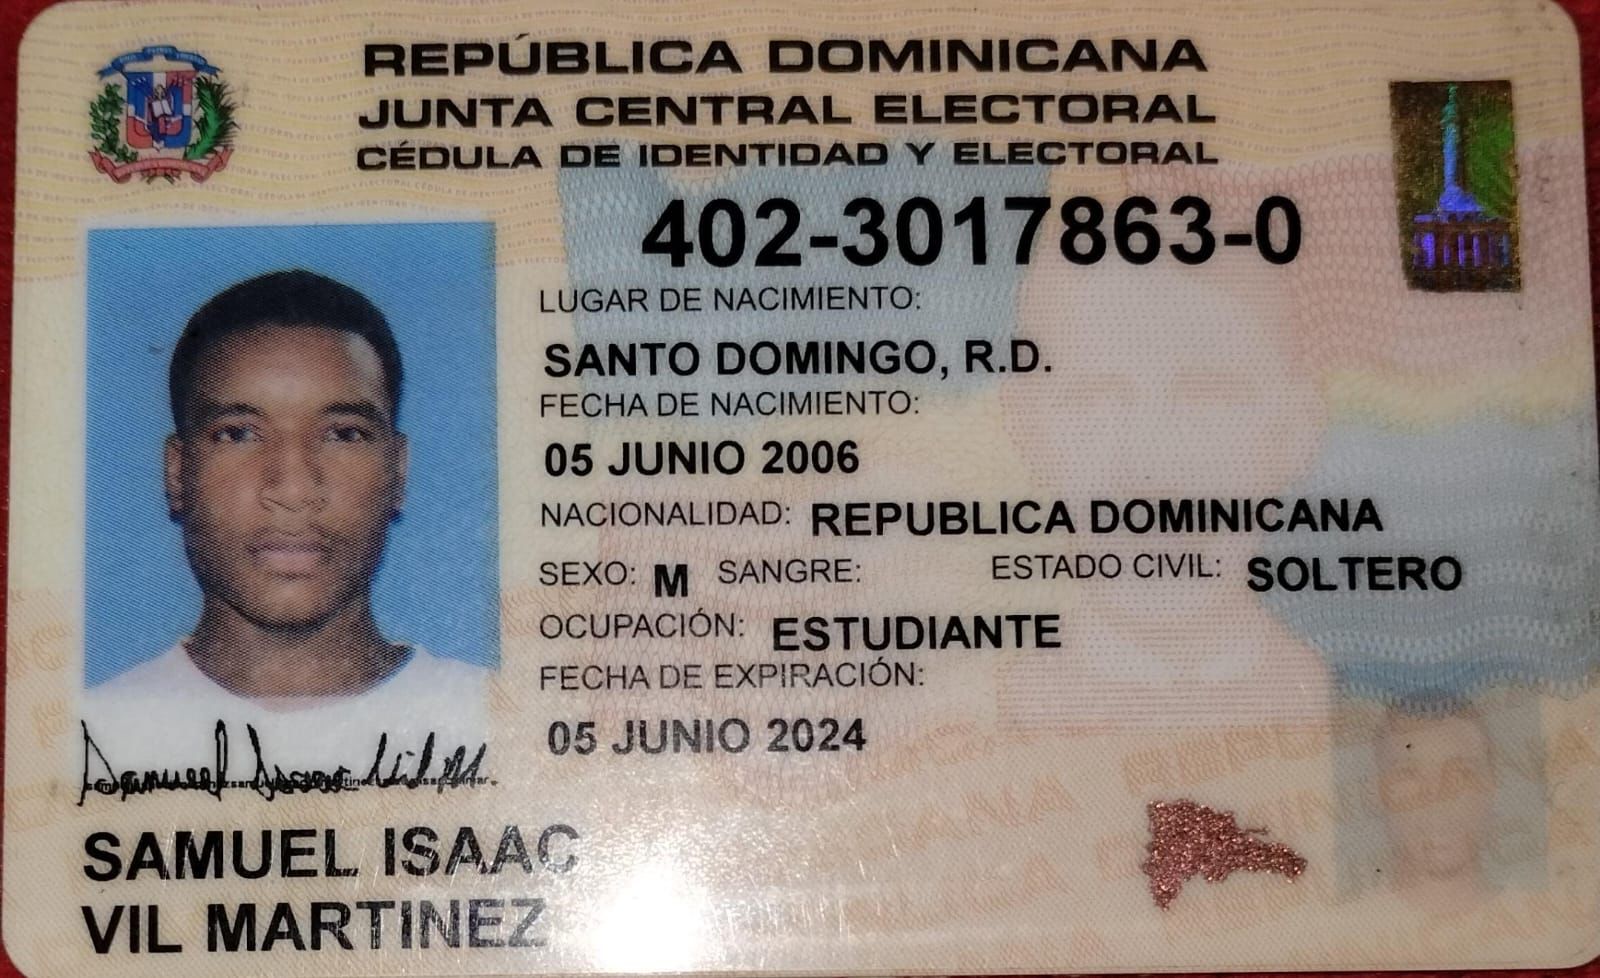 REPÚBLICA DOMINICANA
JUNTA CENTRAL ELECTORAL
CÉDULA DE IDENTIDAD Y ELECTORAL
402-3017863-0
LUGAR DE NACIMIENTO:
SANTO DOMINGO, R.D.
FECHA DE NACIMIENTO:
05 JUNIO 2006
NACIONALIDAD: REPUBLICA DOMINICANA
SEXO: M SANGRE: ESTADO CIVIL: SOLTERO
OCUPACIÓN: ESTUDIANTE
FECHA DE EXPIRACIÓN:
05 JUNIO 2024
Samuel Isaac Vil M.
SAMUEL ISAAC
VIL MARTINEZ